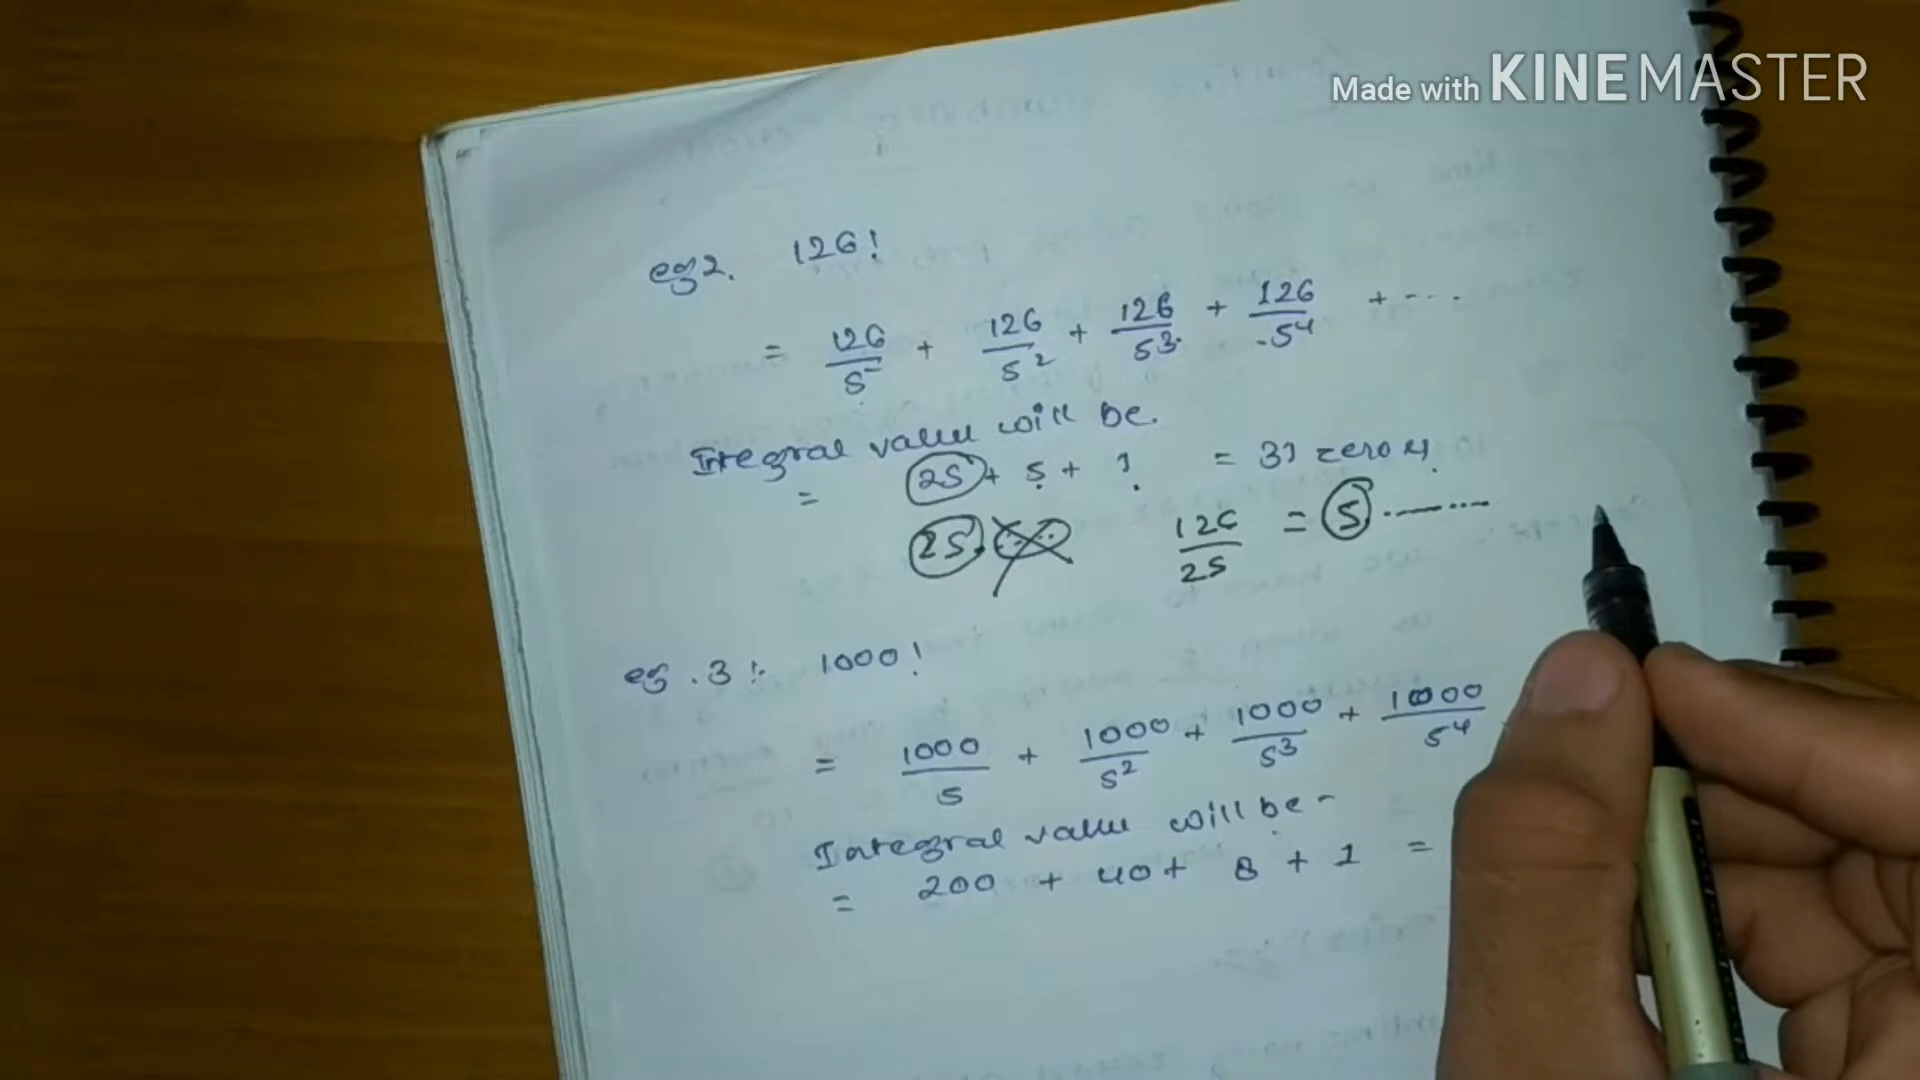 Made with KINEMASTER
eg 2. 126!
= 126/5 + 126/5² + 126/5³ + 126/5⁴ + ....
Integral value will be.
= 25 + 5 + 1 = 31 zeros.
25. 126/25 = 5
eg. 3 :- 1000!
= 1000/5 + 1000/5² + 1000/5³ + 1000/5⁴
Integral value will be -
= 200 + 40 + 8 + 1 =